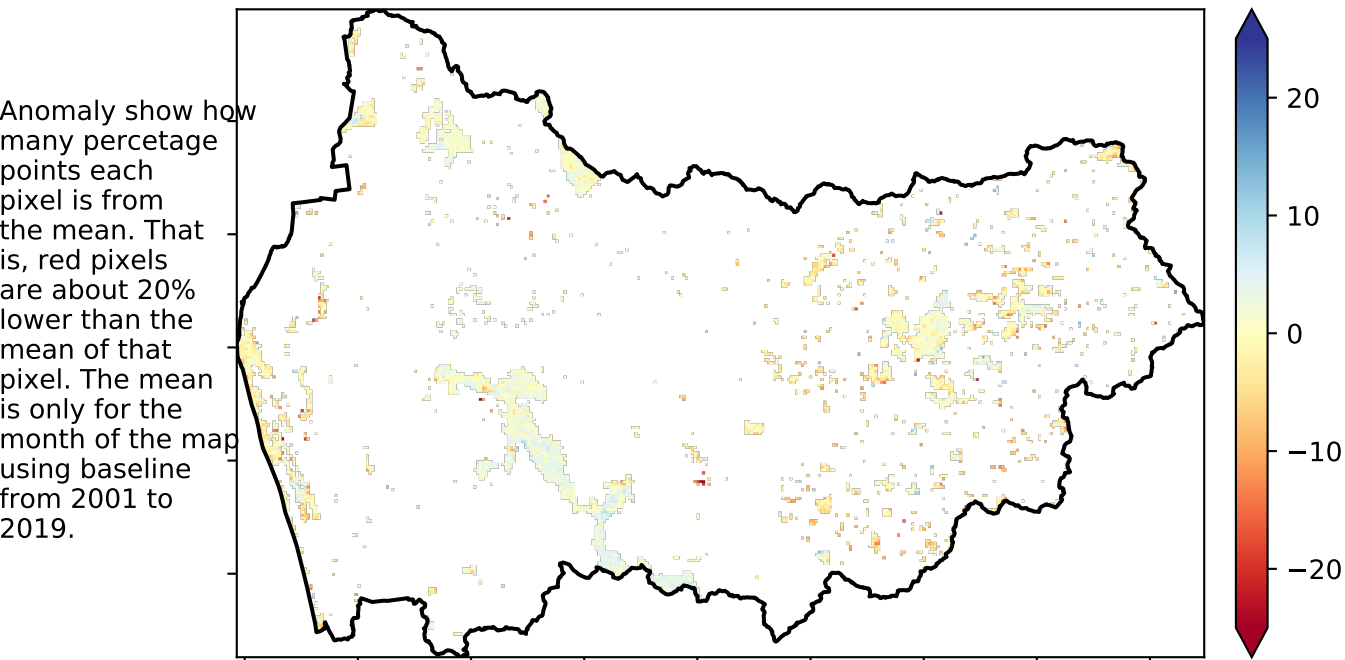 Anomaly show how
many percetage
points each
pixel is from
the mean. That
is, red pixels
are about 20%
lower than the
mean of that
pixel. The mean
is only for the
month of the map
using baseline
from 2001 to
2019.
20
10
0
−10
−20